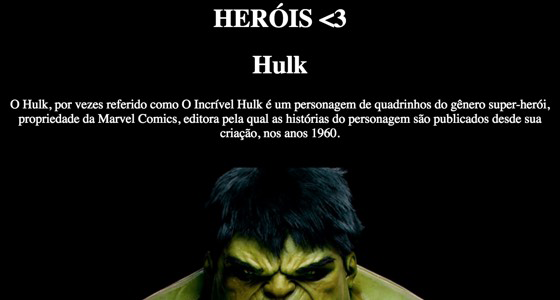 HERÓIS <3
Hulk
O Hulk, por vezes referido como O Incrível Hulk é um personagem de quadrinhos do gênero super-herói,
propriedade da Marvel Comics, editora pela qual as histórias do personagem são publicados desde sua
criação, nos anos 1960.